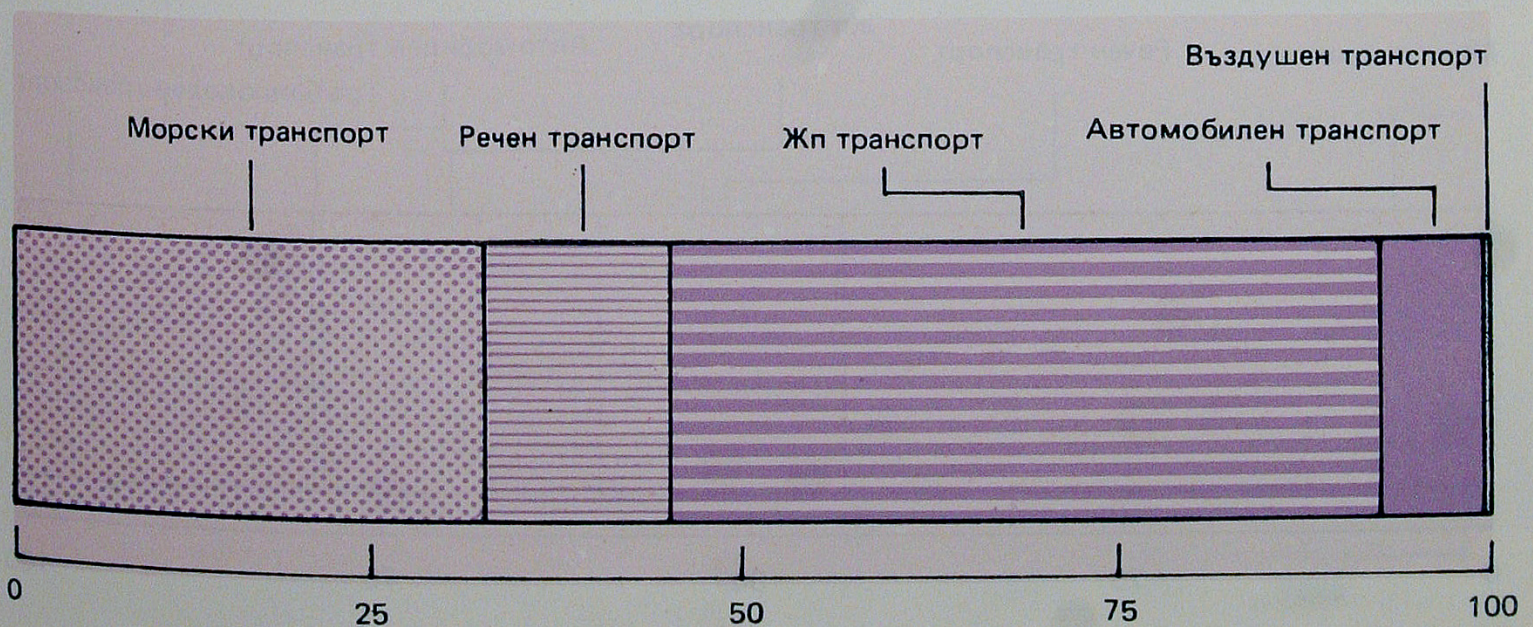 Въздушен транспорт
Морски транспорт
Речен транспорт
Жп транспорт
Автомобилен транспорт
0
25
50
75
100